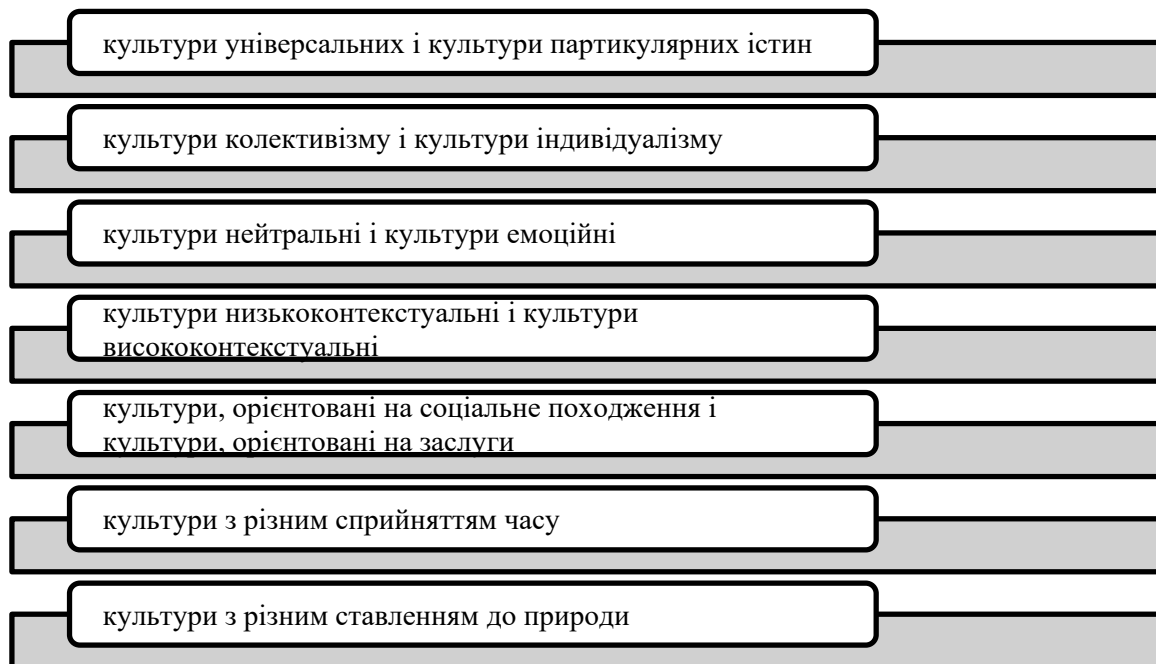 культури універсальних і культури партикулярних істин
культури колективізму і культури індивідуалізму
культури нейтральні і культури емоційні
культури низькоконтекстуальні і культури
висококонтекстуальні
культури, орієнтовані на соціальне походження і
культури, орієнтовані на заслуги
культури з різним сприйняттям часу
культури з різним ставленням до природи